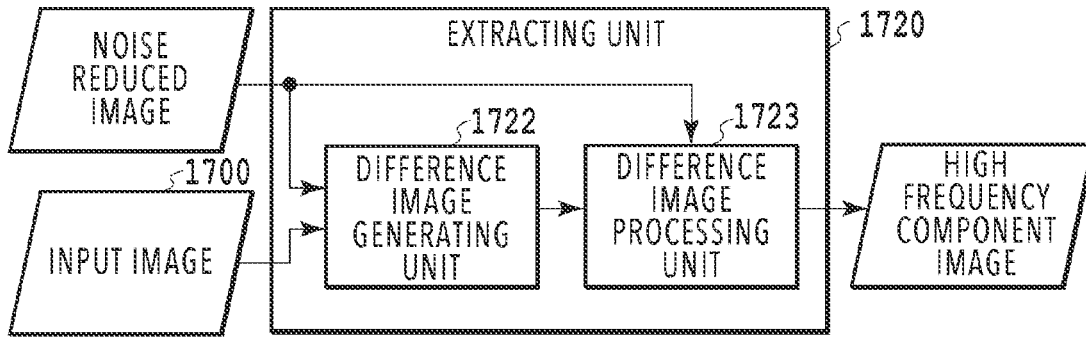 NOISE
REDUCED
IMAGE
1700
INPUT IMAGE
EXTRACTING UNIT
1720
1722
DIFFERENCE
IMAGE
GENERATING
UNIT
1723
DIFFERENCE
IMAGE
PROCESSING
UNIT
HIGH
FREQUENCY
COMPONENT
IMAGE